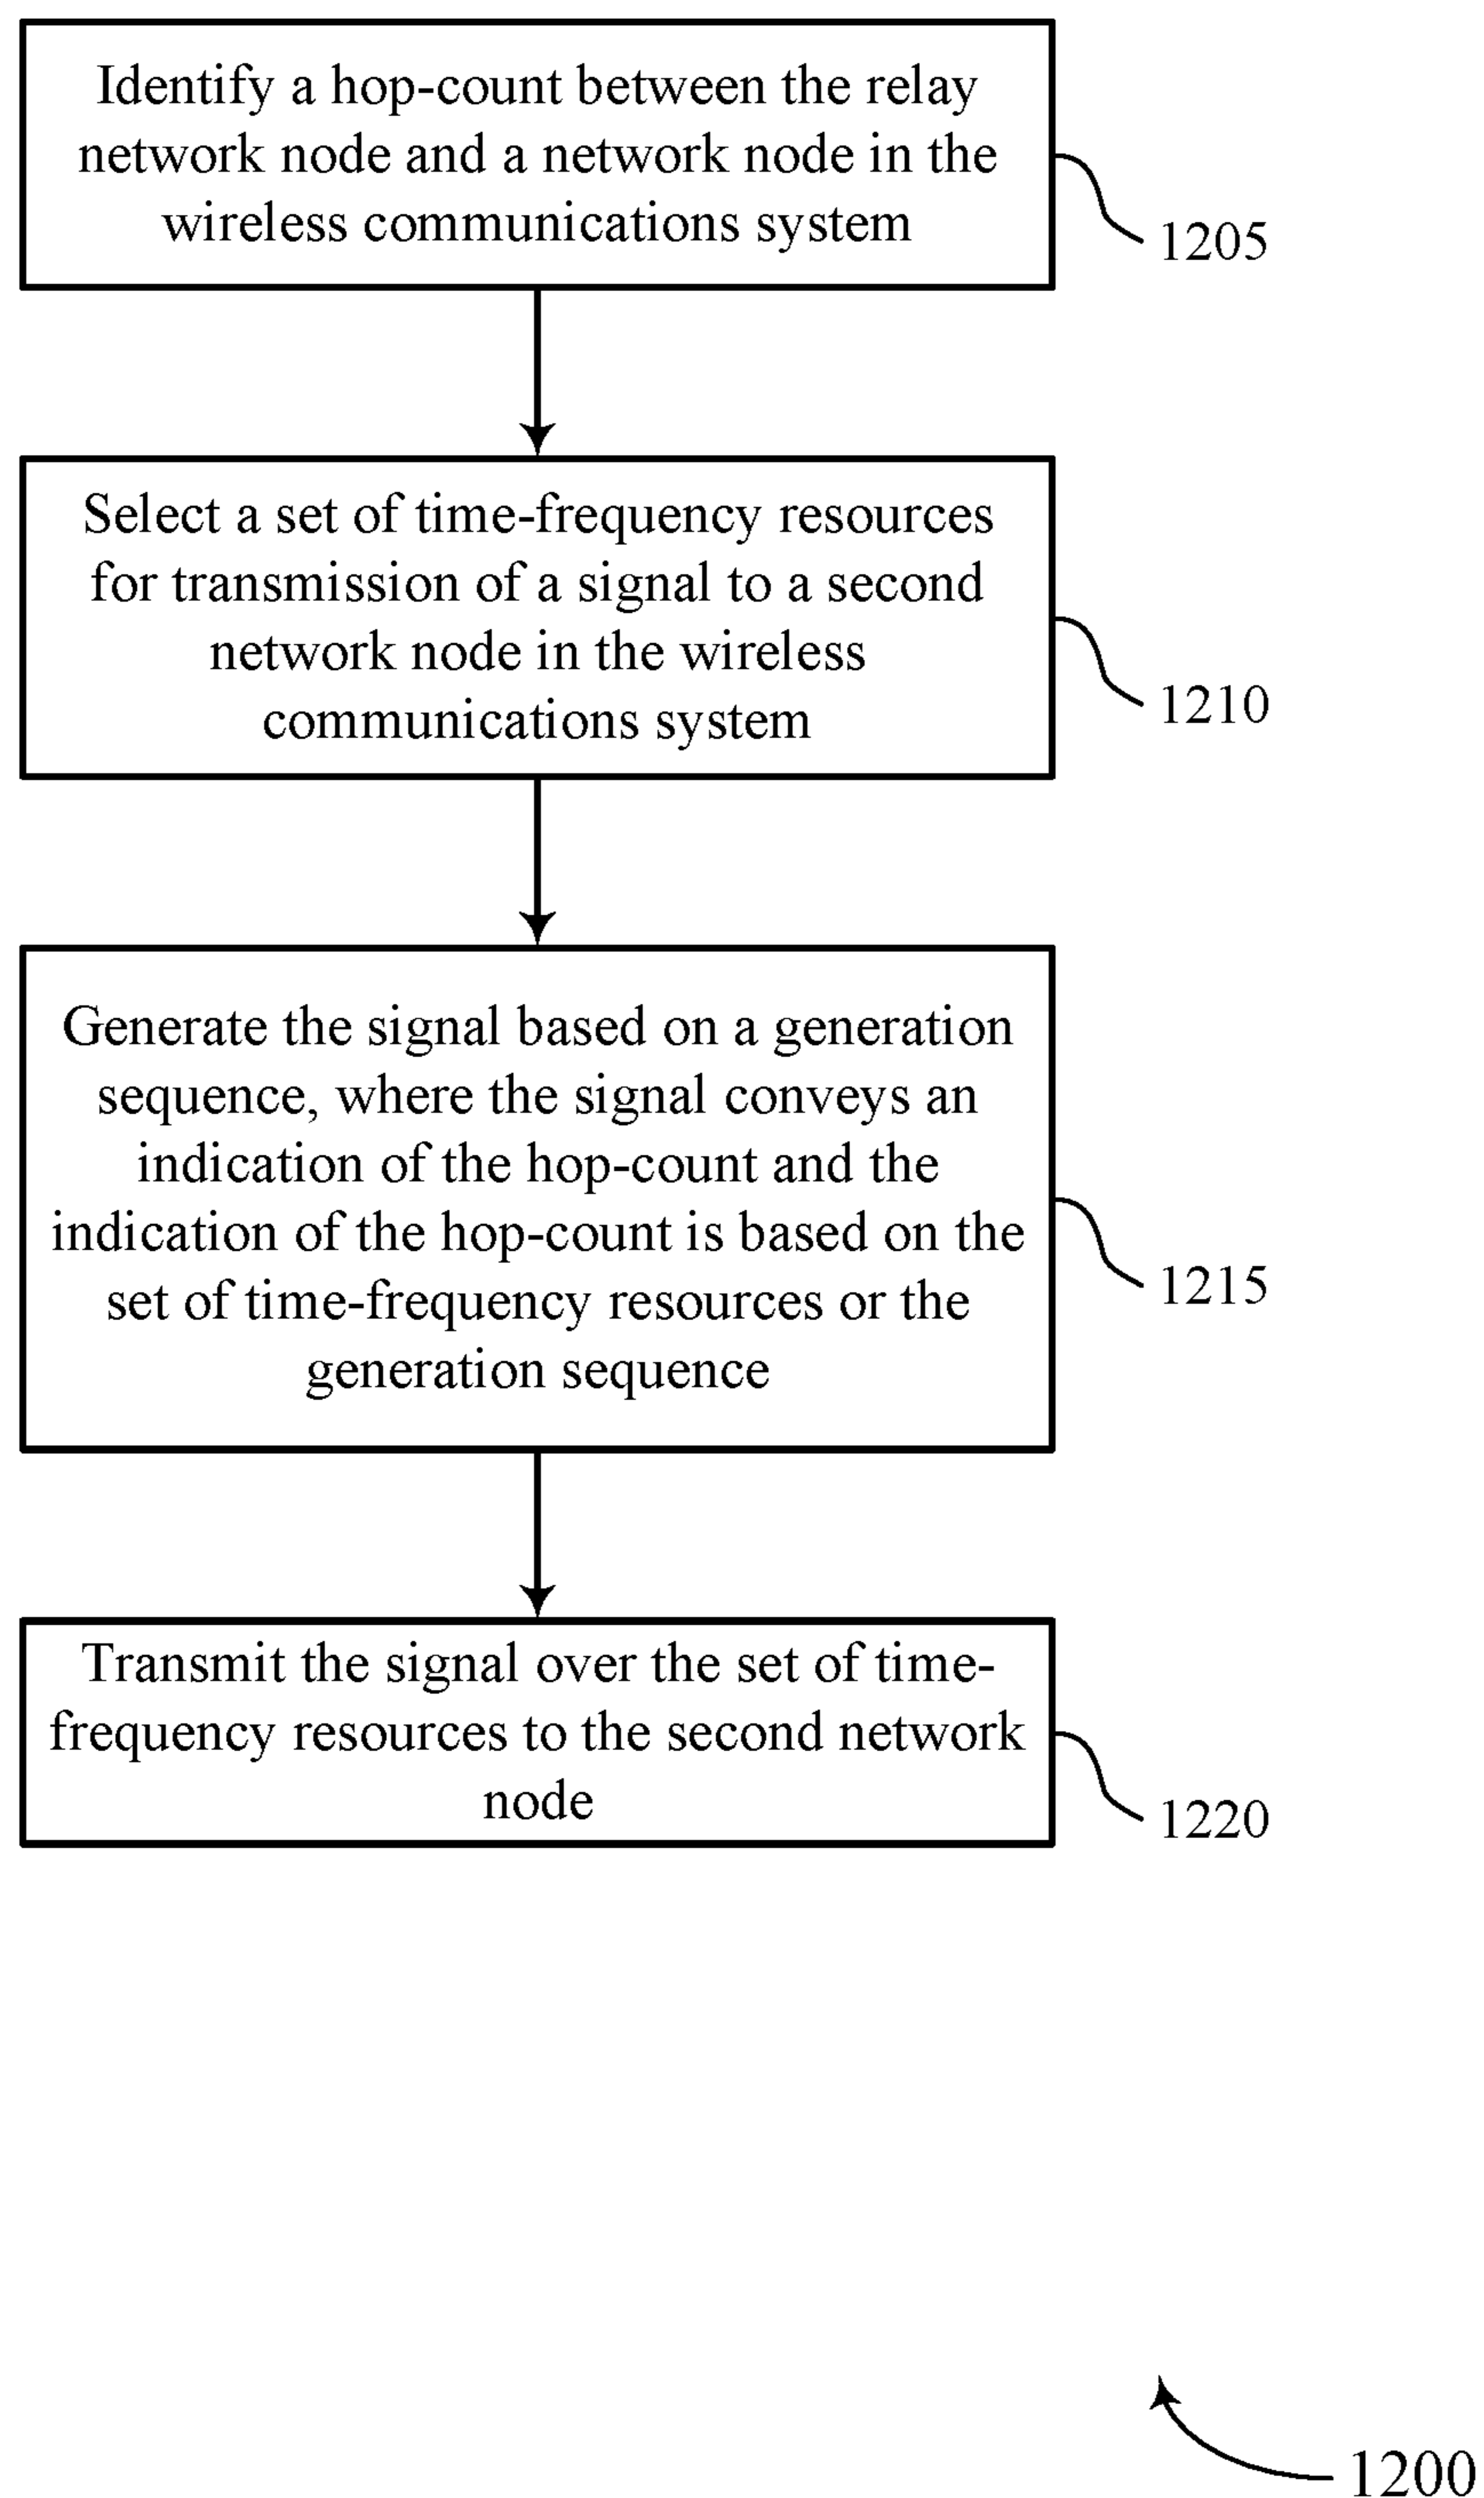 Identify a hop-count between the relay
network node and a network node in the
wireless communications system
1205
Select a set of time-frequency resources
for transmission of a signal to a second
network node in the wireless
communications system
1210
Generate the signal based on a generation
sequence, where the signal conveys an
indication of the hop-count and the
indication of the hop-count is based on the
set of time-frequency resources or the
generation sequence
1215
Transmit the signal over the set of time-
frequency resources to the second network
node
1220
1200